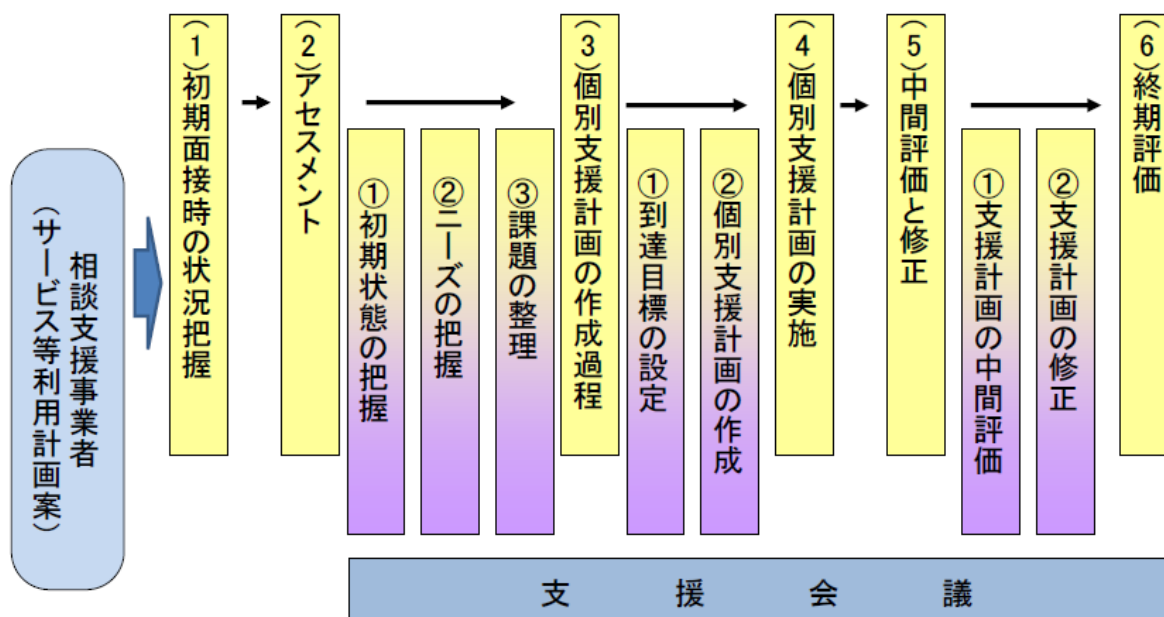 相談支援事業者
（サービス等利用計画案）
（1）初期面接時の状況把握
（2）アセスメント
①初期状態の把握
②ニーズの把握
③課題の整理
（3）個別支援計画の作成過程
①到達目標の設定
②個別支援計画の作成
（4）個別支援計画の実施
（5）中間評価と修正
①支援計画の中間評価
②支援計画の修正
（6）終期評価
支援会議